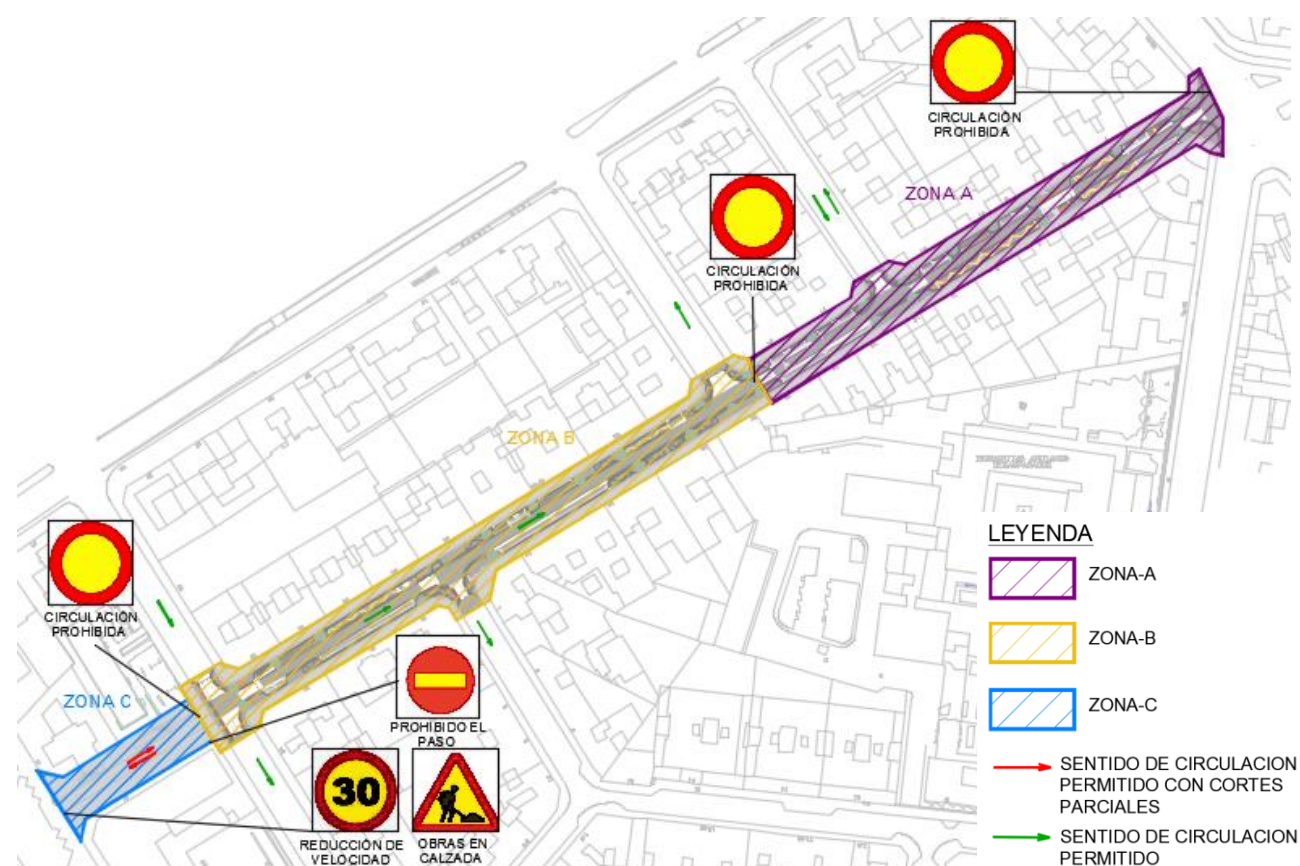 CIRCULACIÓN
PROHIBIDA
ZONA A
CIRCULACIÓN
PROHIBIDA
ZONA B
CIRCULACIÓN
PROHIBIDA
ZONA C
PROHIBIDO EL
PASO
30
REDUCCIÓN DE
VELOCIDAD
OBRAS EN
CALZADA
LEYENDA
ZONA-A
ZONA-B
ZONA-C
SENTIDO DE CIRCULACION
PERMITIDO CON CORTES
PARCIALES
SENTIDO DE CIRCULACION
PERMITIDO